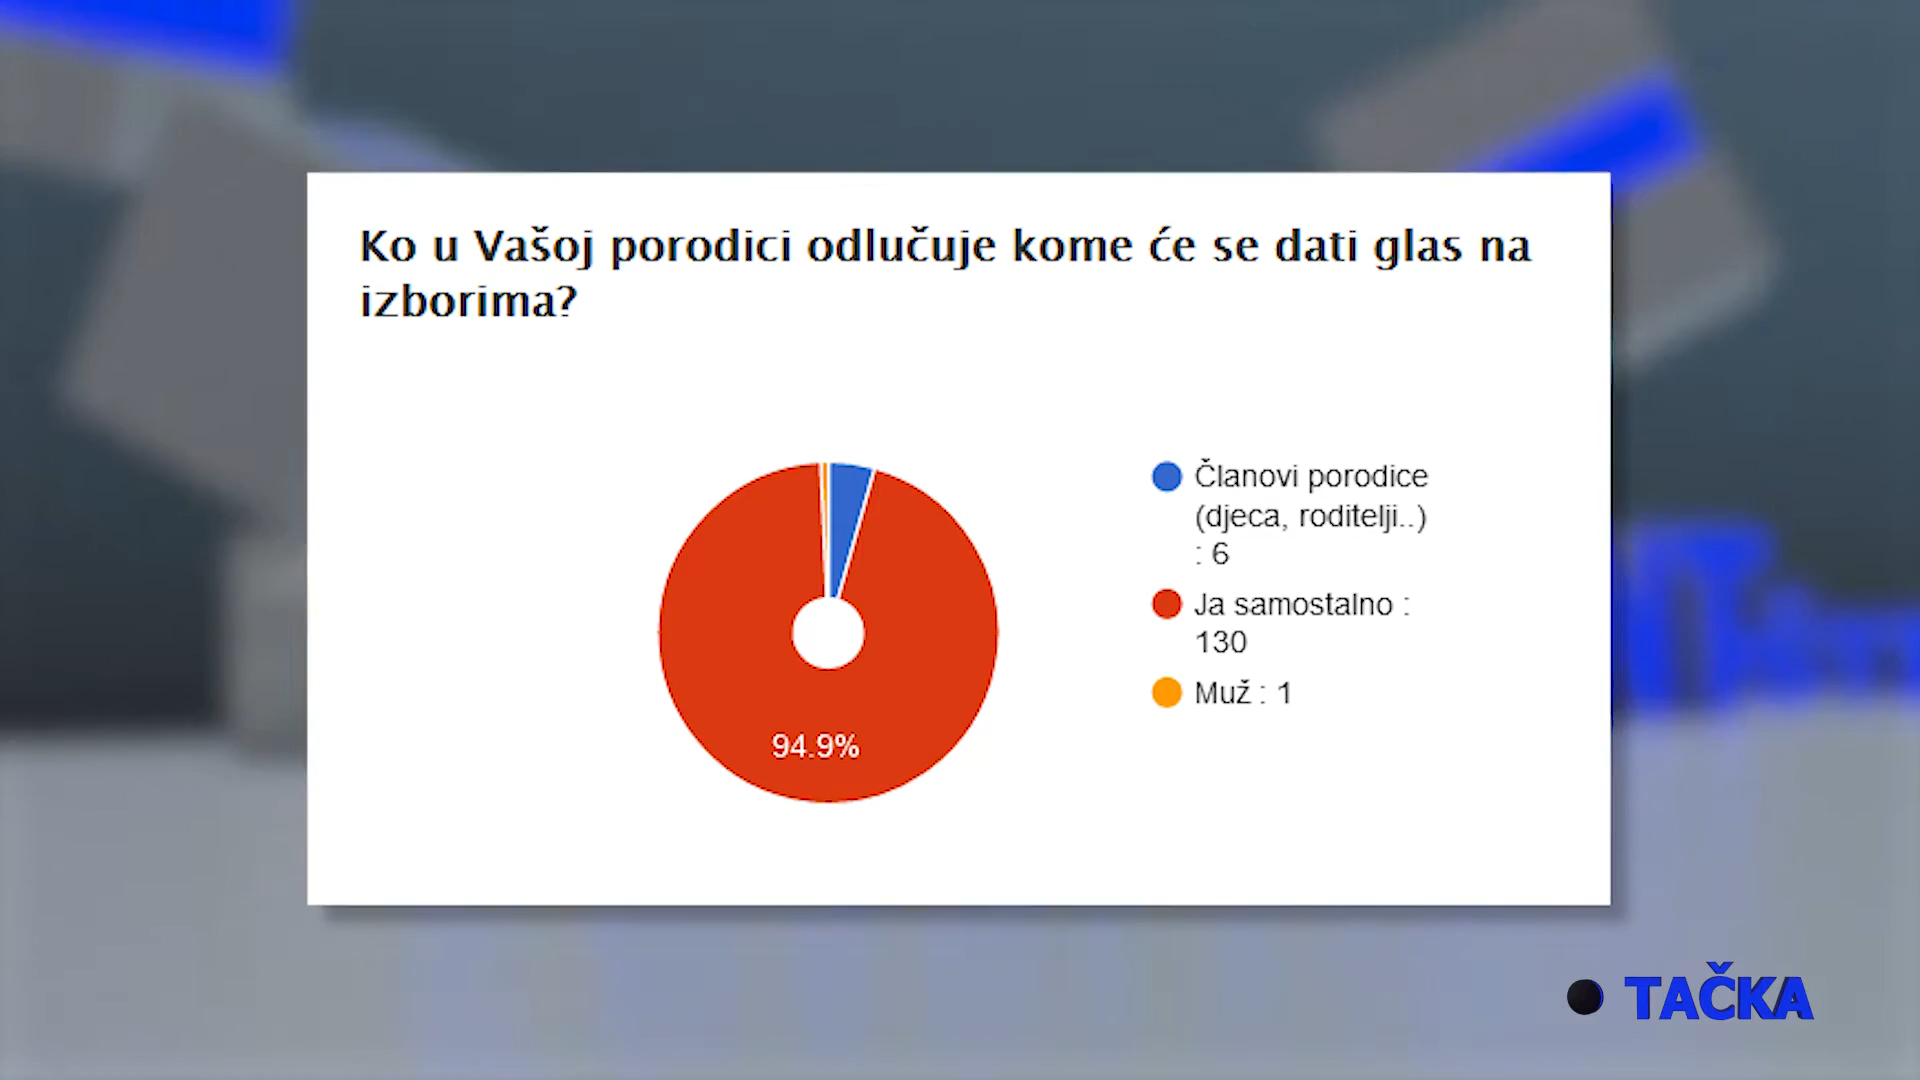 Ko u Vašoj porodici odlučuje kome će se dati glas na
izborima?
Članovi porodice
(djeca, roditelji..)
: 6
Ja samostalno :
130
Muž : 1
94.9%
TAČKA